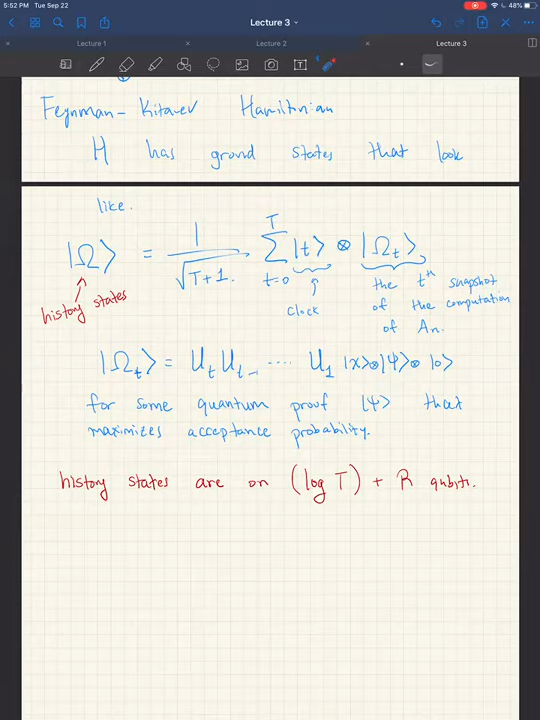 5:52 PM Tue Sep 22
48%
Lecture 3
Lecture 1
Lecture 2
Lecture 3
Feynman-Kitaev Hamiltonian
H has ground states that look
like.
|Ω⟩ = 1/√(T+1) ∑_{t=0}^{T} |t⟩ ⊗ |Ω_t⟩
history states
clock
the t^th snapshot
of the computation
of A_n.
|Ω_t⟩ = U_t U_{t-1} ..... U_1 |x⟩⊗|ψ⟩⊗|0⟩
for some quantum proof |ψ⟩ that
maximizes acceptance probability.
history states are on (log T) + R qubits.